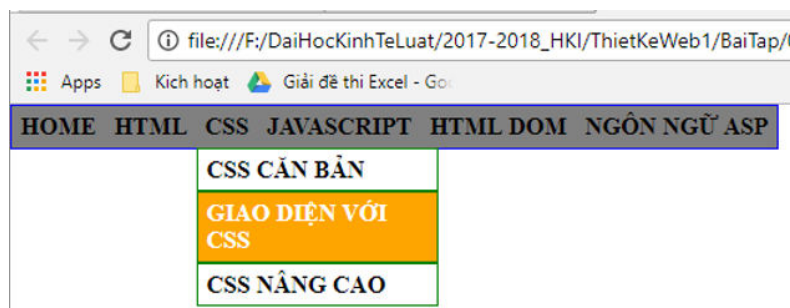 file:///F:/DaiHocKinhTeLuat/2017-2018_HKI/ThietKeWeb1/BaiTap/
Apps Kich hoạt Giải đề thi Excel - Goo
HOME HTML CSS JAVASCRIPT HTML DOM NGÔN NGỮ ASP
CSS CĂN BẢN
GIAO DIỆN VỚI
CSS
CSS NÂNG CAO